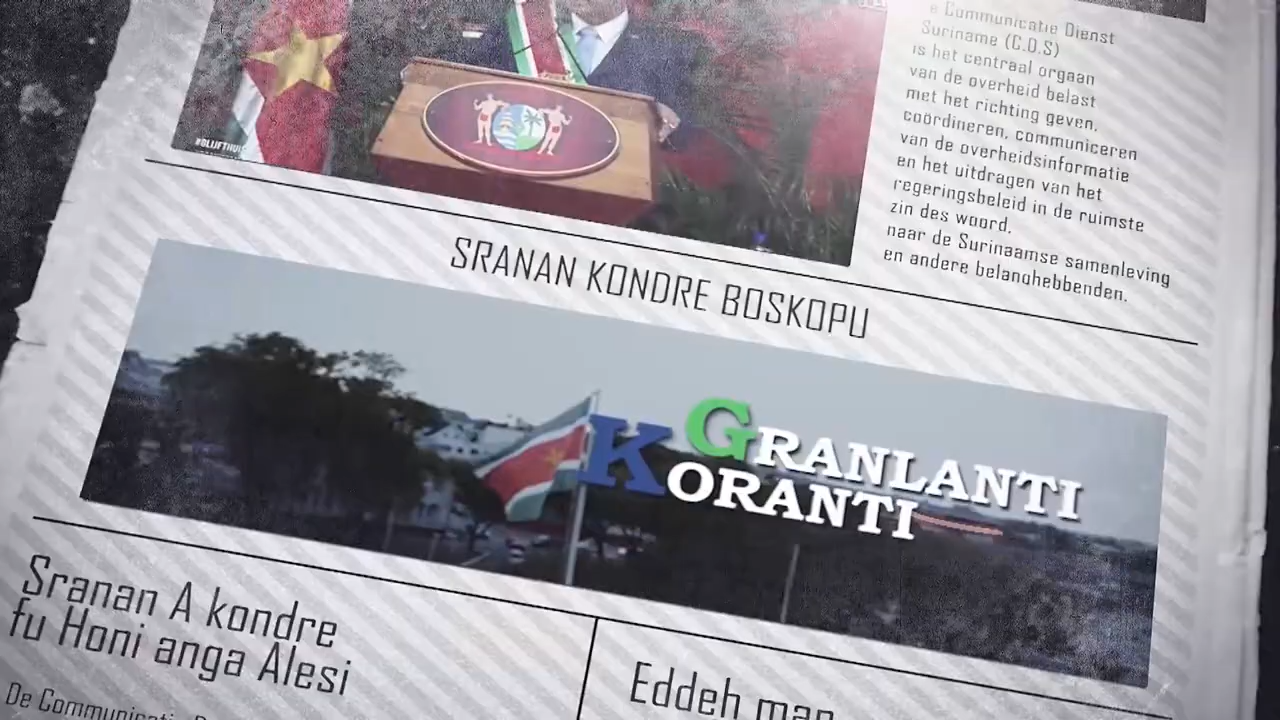 e Communicatie Dienst
Suriname (C.D.S)
is het centraal orgaan
van de overheid belast
met het richting geven,
coördineren, communiceren
van de overheidsinformatie
en het uitdragen van het
regeringsbeleid in de ruimste
zin des woord.
naar de Surinaamse samenleving
en andere belanghebbenden.
SRANAN KONDRE BOSKOPU
GRANLANTI
KORANTI
Sranan A kondre
fu Honi anga Alesi
Eddeh man
De